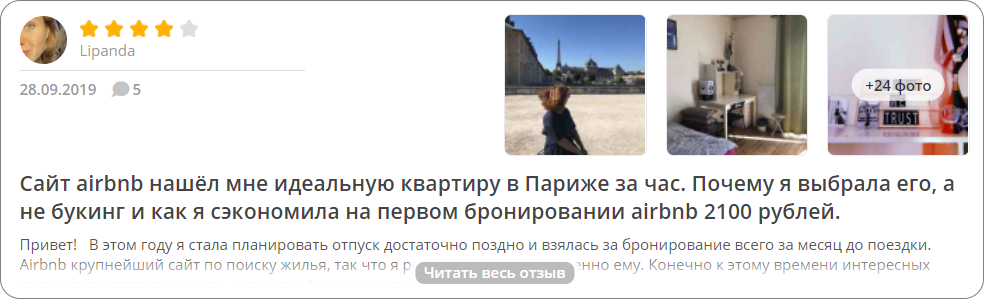 Lipanda
28.09.2019 5
+24 фото
TRUST
Сайт airbnb нашёл мне идеальную квартиру в Париже за час. Почему я выбрала его, а
не букинг и как я сэкономила на первом бронировании airbnb 2100 рублей.
Привет! В этом году я стала планировать отпуск достаточно поздно и взялась за бронирование всего за месяц до поездки.
Airbnb крупнейший сайт по поиску жилья, так что я ему. Конечно к этому времени интересных
Читать весь отзыв